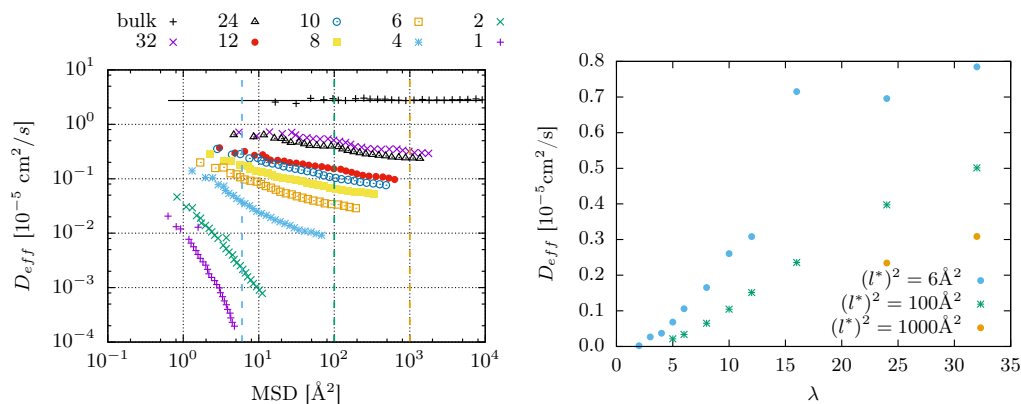 bulk 24 10 6 2
32 12 8 4 1
D_{eff} [10^{-5} cm^2/s]
10^1
10^0
10^{-1}
10^{-2}
10^{-3}
10^{-4}
10^{-1} 10^0 10^1 10^2 10^3 10^4
MSD [Å^2]
D_{eff} [10^{-5} cm^2/s]
0.8
0.7
0.6
0.5
0.4
0.3
0.2
0.1
0.0
(l^*)^2 = 6Å^2
(l^*)^2 = 100Å^2
(l^*)^2 = 1000Å^2
0 5 10 15 20 25 30 35
λ